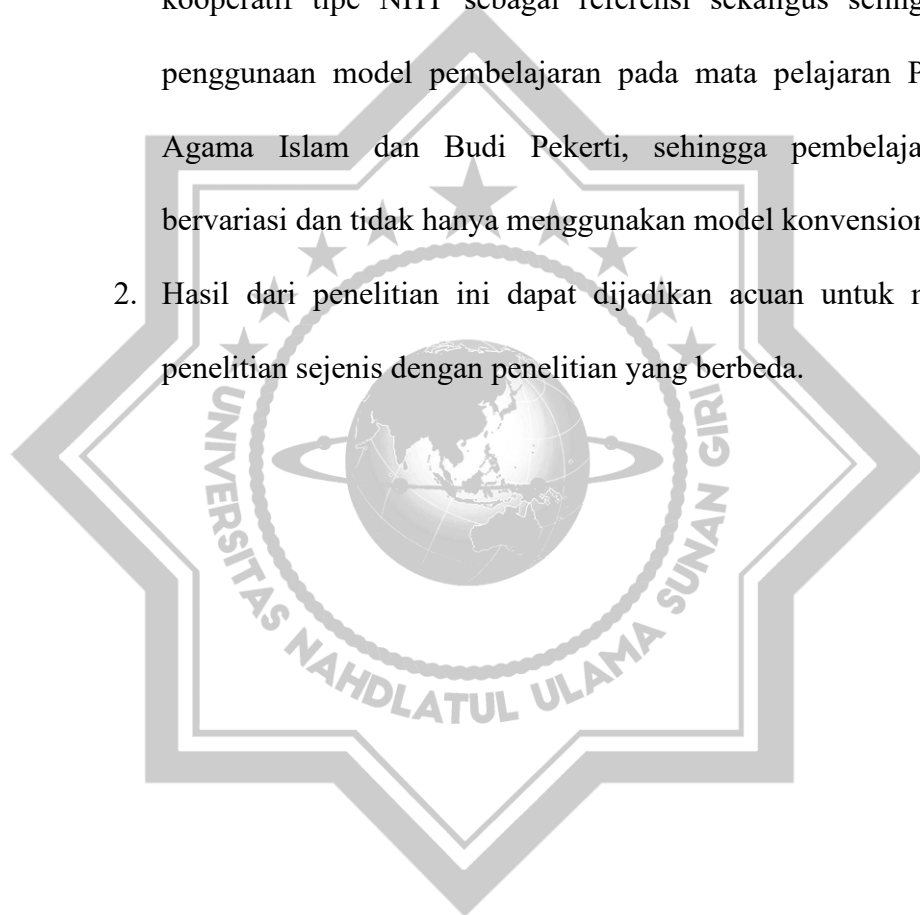 kooperatif tipe NHT sebagai referensi sekaligus
penggunaan model pembelajaran pada mata pelajaran
Agama Islam dan Budi Pekerti, sehingga
bervariasi dan tidak hanya menggunakan model
2. Hasil dari penelitian ini dapat dijadikan acuan untuk
penelitian sejenis dengan penelitian yang berbeda.
UNIVERSITAS NAHDLATUL ULAMA SUNAN GIRI